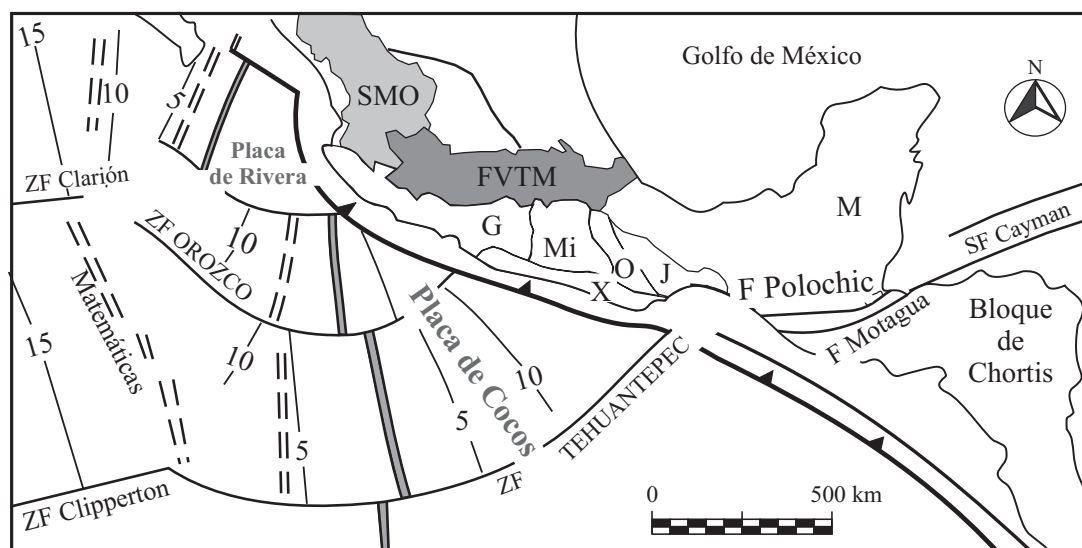 15
10
5
SMO
Golfo de México
N
Placa
de Rivera
ZF Clarión
FVTM
M
G
Mi
O
J
X
SF Cayman
F Polochic
F Motagua
Bloque
de
Chortis
ZF OROZCO
10
Matemáticas
15
10
Placa de Cocos
10
5
5
TEHUANTEPEC
ZF
ZF Clipperton
0 500 km